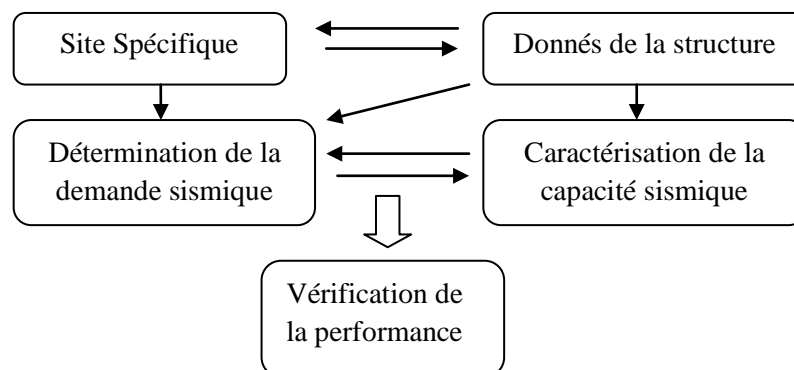 Site Spécifique
Donnés de la structure
Détermination de la
demande sismique
Caractérisation de la
capacité sismique
Vérification de
la performance